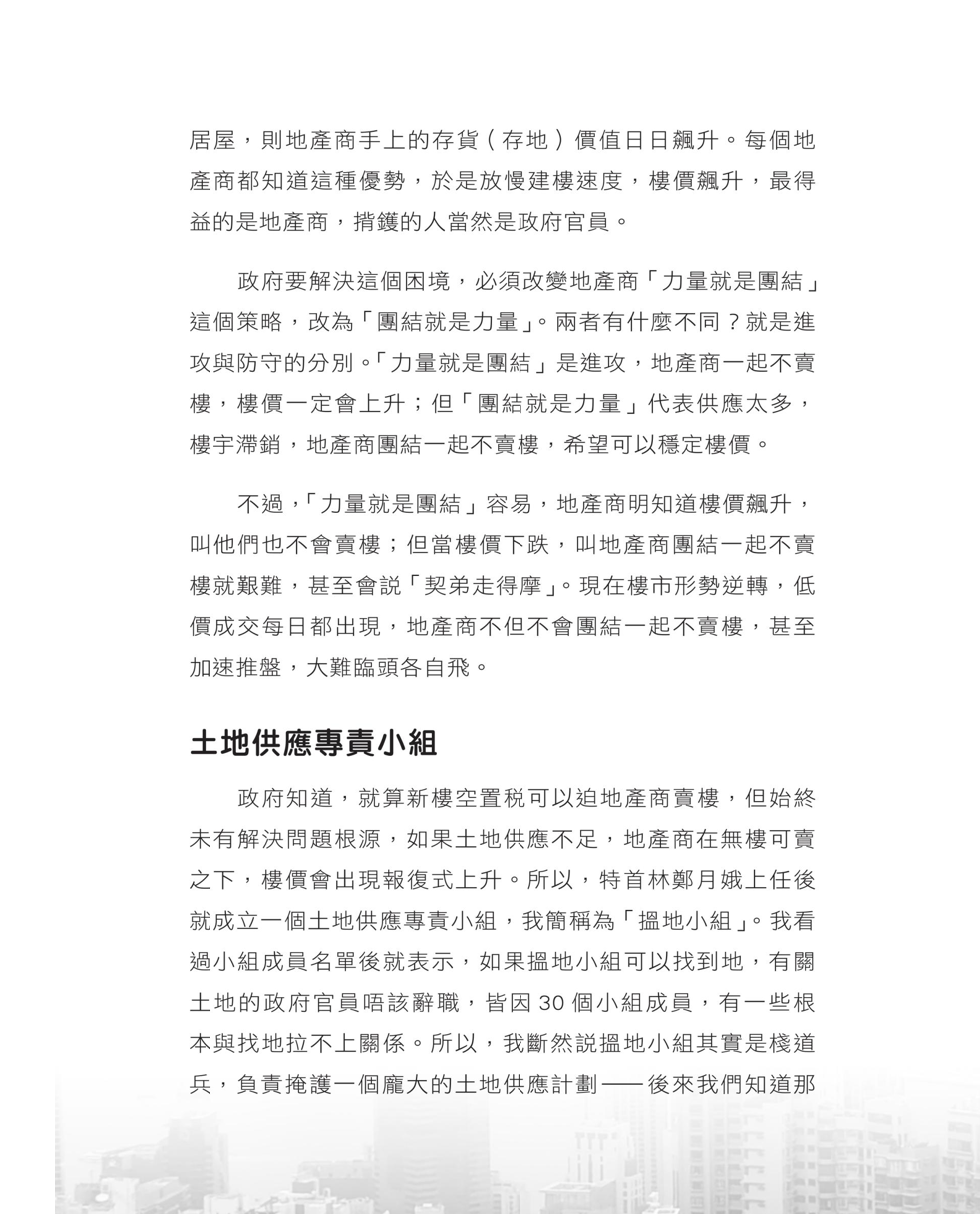 居屋，則地產商手上的存貨（存地）價值日日飆升。每個地
產商都知道這種優勢，於是放慢建樓速度，樓價飆升，最得
益的是地產商，揹鑊的人當然是政府官員。
政府要解決這個困境，必須改變地產商「力量就是團結」
這個策略，改為「團結就是力量」。兩者有什麼不同？就是進
攻與防守的分別。「力量就是團結」是進攻，地產商一起不賣
樓，樓價一定會上升；但「團結就是力量」代表供應太多，
樓宇滯銷，地產商團結一起不賣樓，希望可以穩定樓價。
不過，「力量就是團結」容易，地產商明知道樓價飆升，
叫他們也不會賣樓；但當樓價下跌，叫地產商團結一起不賣
樓就艱難，甚至會説「契弟走得摩」。現在樓市形勢逆轉，低
價成交每日都出現，地產商不但不會團結一起不賣樓，甚至
加速推盤，大難臨頭各自飛。
土地供應專責小組
政府知道，就算新樓空置税可以迫地產商賣樓，但始終
未有解決問題根源，如果土地供應不足，地產商在無樓可賣
之下，樓價會出現報復式上升。所以，特首林鄭月娥上任後
就成立一個土地供應專責小組，我簡稱為「搵地小組」。我看
過小組成員名單後就表示，如果搵地小組可以找到地，有關
土地的政府官員唔該辭職，皆因 30 個小組成員，有一些根
本與找地拉不上關係。所以，我斷然説搵地小組其實是棧道
兵，負責掩護一個龐大的土地供應計劃——後來我們知道那